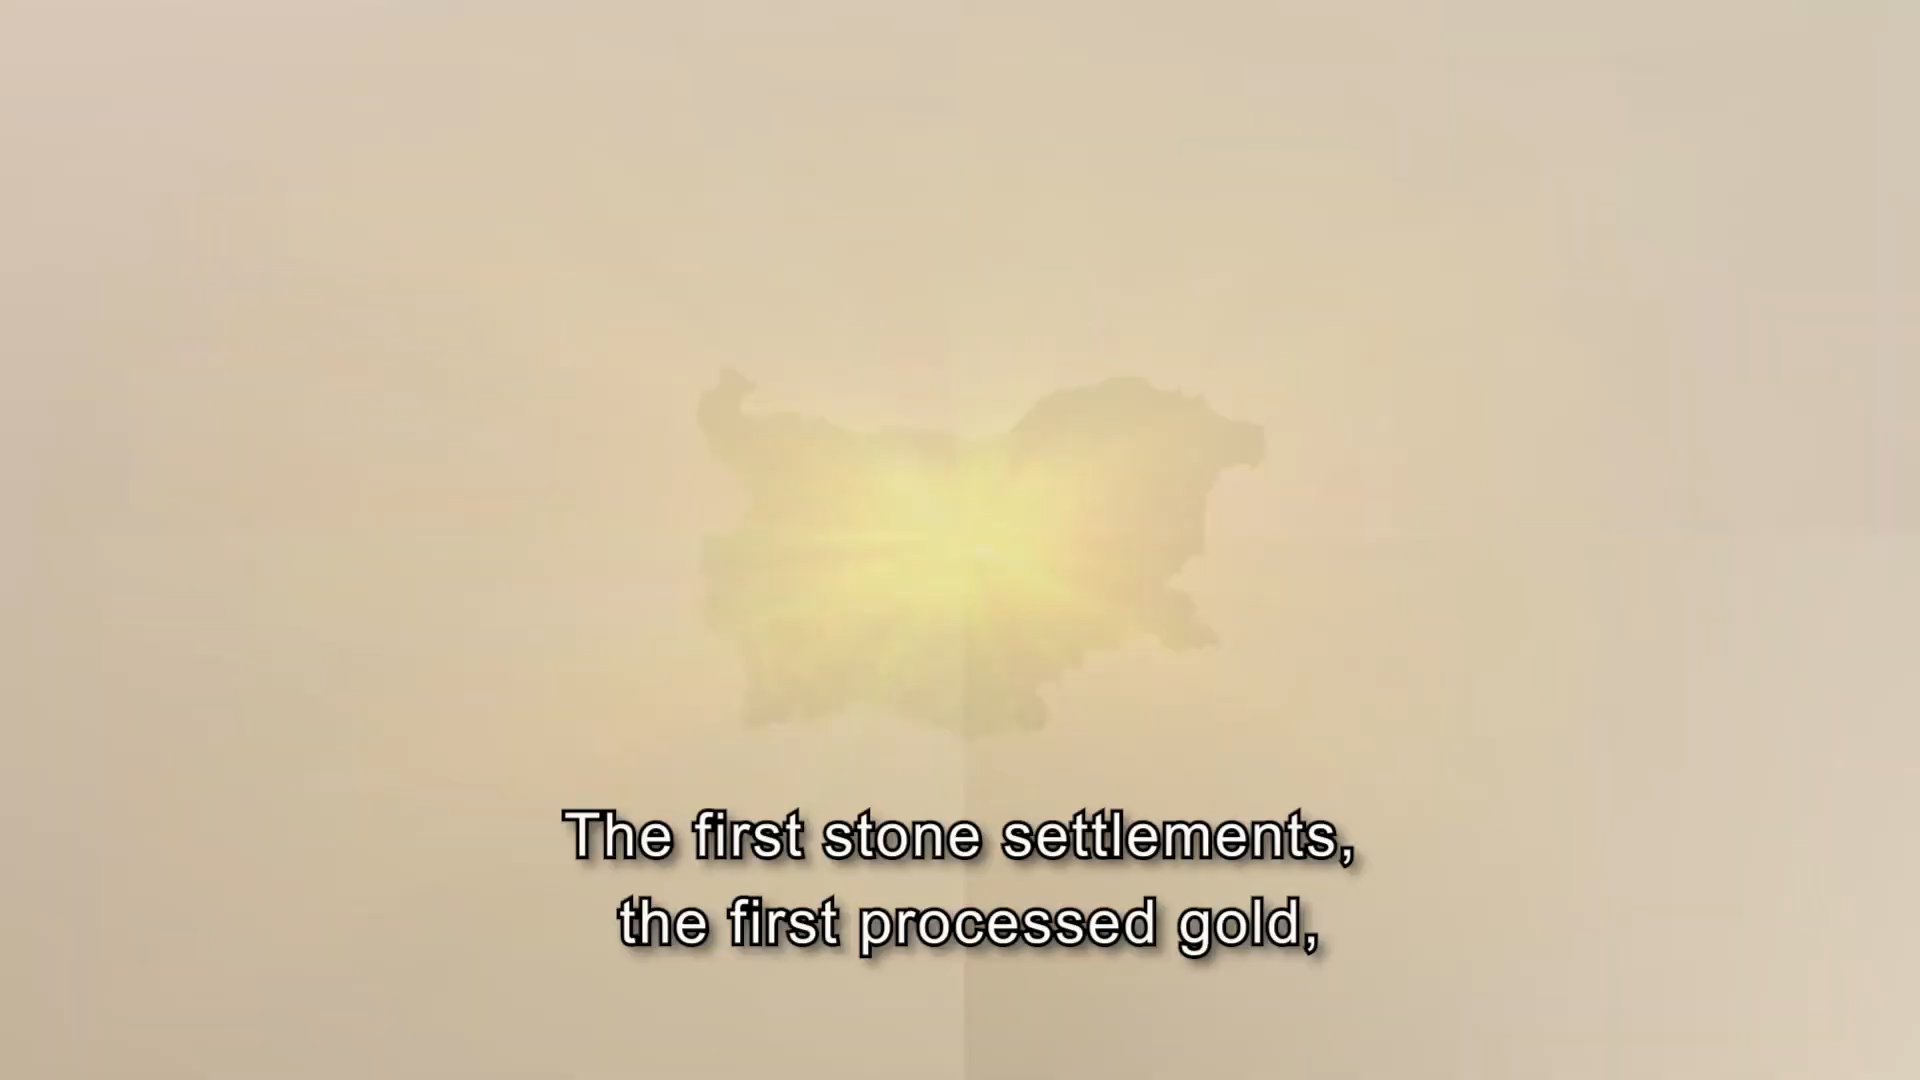 The first stone settlements,
the first processed gold,